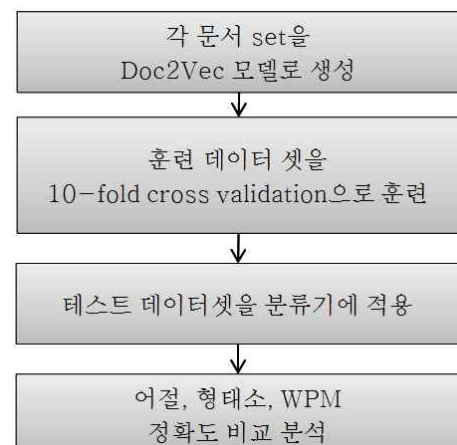 각 문서 set을
Doc2Vec 모델로 생성
훈련 데이터 셋을
10-fold cross validation으로 훈련
테스트 데이터셋을 분류기에 적용
어절, 형태소, WPM
정확도 비교 분석